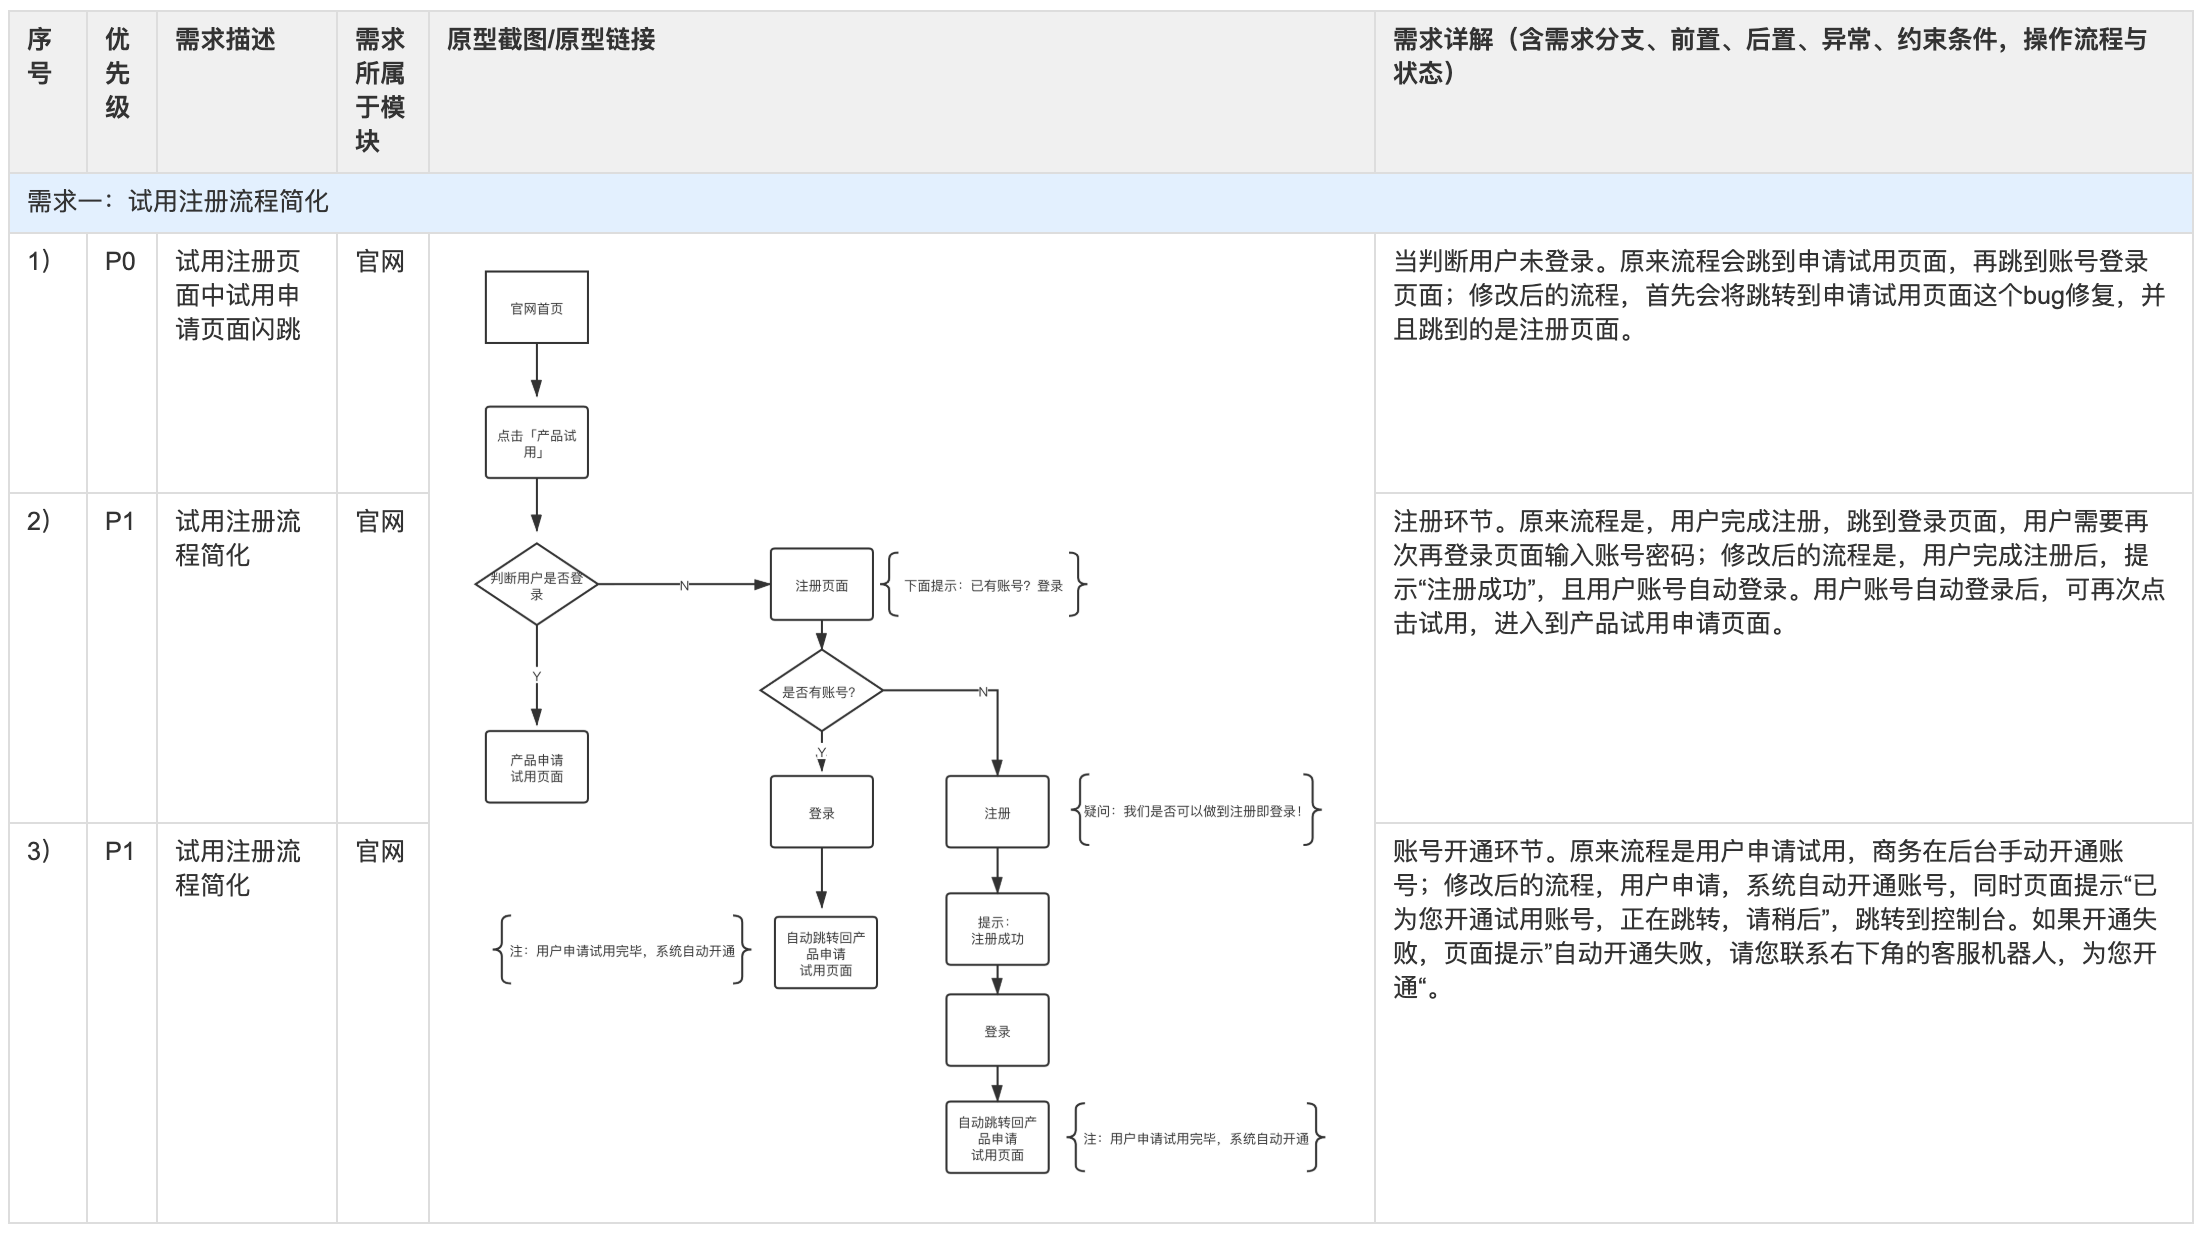 序
号
优
先
级
需求描述
需求
所属
于模
块
原型截图/原型链接
需求详解（含需求分支、前置、后置、异常、约束条件，操作流程与
状态）
需求一：试用注册流程简化
1）
P0
试用注册页
面中试用申
请页面闪跳
官网
当判断用户未登录。原来流程会跳到申请试用页面，再跳到账号登录
页面；修改后的流程，首先会将跳转到申请试用页面这个bug修复，并
且跳到的是注册页面。
2）
P1
试用注册流
程简化
官网
注册环节。原来流程是，用户完成注册，跳到登录页面，用户需要再
次再登录页面输入账号密码；修改后的流程是，用户完成注册后，提
示“注册成功”，且用户账号自动登录。用户账号自动登录后，可再次点
击试用，进入到产品试用申请页面。
3）
P1
试用注册流
程简化
官网
账号开通环节。原来流程是用户申请试用，商务在后台手动开通账
号；修改后的流程，用户申请，系统自动开通账号，同时页面提示“已
为您开通试用账号，正在跳转，请稍后”，跳转到控制台。如果开通失
败，页面提示”自动开通失败，请您联系右下角的客服机器人，为您开
通“。
官网首页
点击「产品试
用」
判断用户是否登
录
N
注册页面
下面提示：已有账号？登录
Y
是否有账号？
N
产品申请
试用页面
Y
登录
注册
疑问：我们是否可以做到注册即登录！
提示：
注册成功
注：用户申请试用完毕，系统自动开通
自动跳转回产
品申请
试用页面
登录
自动跳转回产
品申请
试用页面
注：用户申请试用完毕，系统自动开通